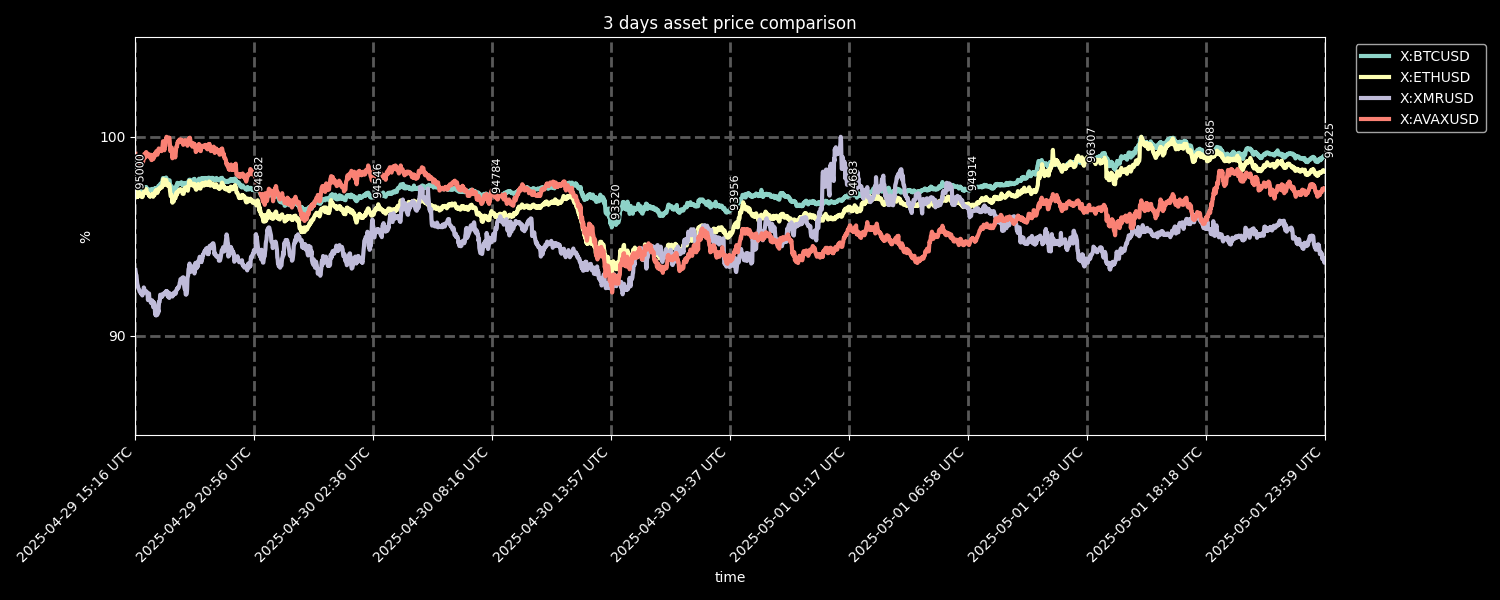 3 days asset price comparison
X:BTCUSD
X:ETHUSD
X:XMRUSD
X:AVAXUSD
100
90
%
95000
94882
94546
94784
93520
93956
94683
94914
96307
96685
96525
2025-04-29 15:16 UTC
2025-04-29 20:56 UTC
2025-04-30 02:36 UTC
2025-04-30 08:16 UTC
2025-04-30 13:57 UTC
2025-04-30 19:37 UTC
2025-05-01 01:17 UTC
2025-05-01 06:58 UTC
2025-05-01 12:38 UTC
2025-05-01 18:18 UTC
2025-05-01 23:59 UTC
time